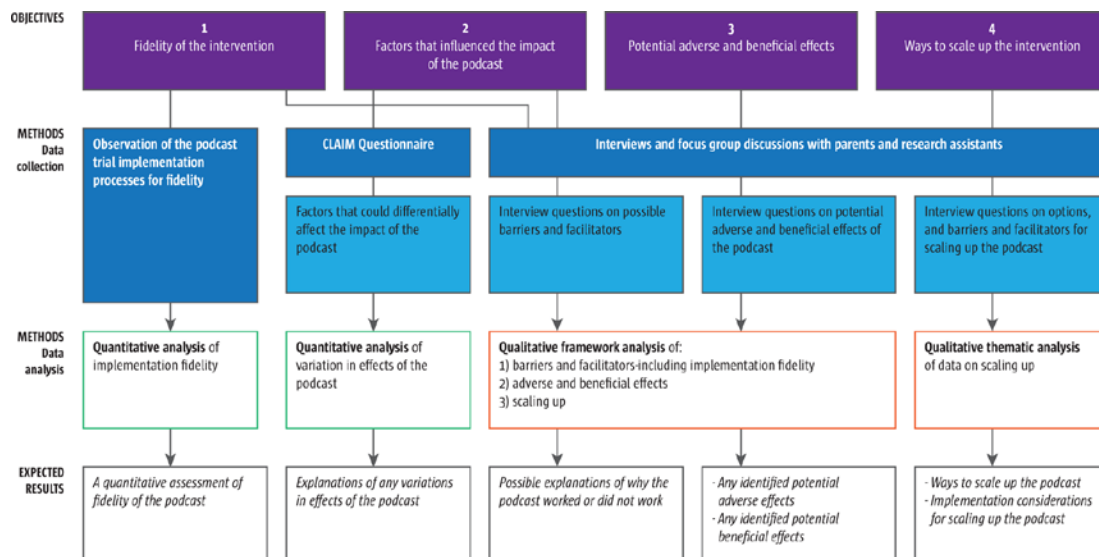 OBJECTIVES
1
Fidelity of the intervention
2
Factors that influenced the impact
of the podcast
3
Potential adverse and beneficial effects
4
Ways to scale up the intervention
METHODS
Data
collection
Observation of the podcast
trial implementation
processes for fidelity
CLAIM Questionnaire
Interviews and focus group discussions with parents and research assistants
Factors that could differentially
affect the impact of the
podcast
Interview questions on possible
barriers and facilitators
Interview questions on potential
adverse and beneficial effects of
the podcast
Interview questions on options,
and barriers and facilitators for
scaling up the podcast
METHODS
Data
analysis
Quantitative analysis of
implementation fidelity
Quantitative analysis of
variation in effects of the
podcast
Qualitative framework analysis of:
1) barriers and facilitators-including implementation fidelity
2) adverse and beneficial effects
3) scaling up
Qualitative thematic analysis
of data on scaling up
EXPECTED
RESULTS
A quantitative assessment of
fidelity of the podcast
Explanations of any variations
in effects of the podcast
Possible explanations of why the
podcast worked or did not work
- Any identified potential
adverse effects
- Any identified potential
beneficial effects
- Ways to scale up the podcast
- Implementation considerations
for scaling up the podcast